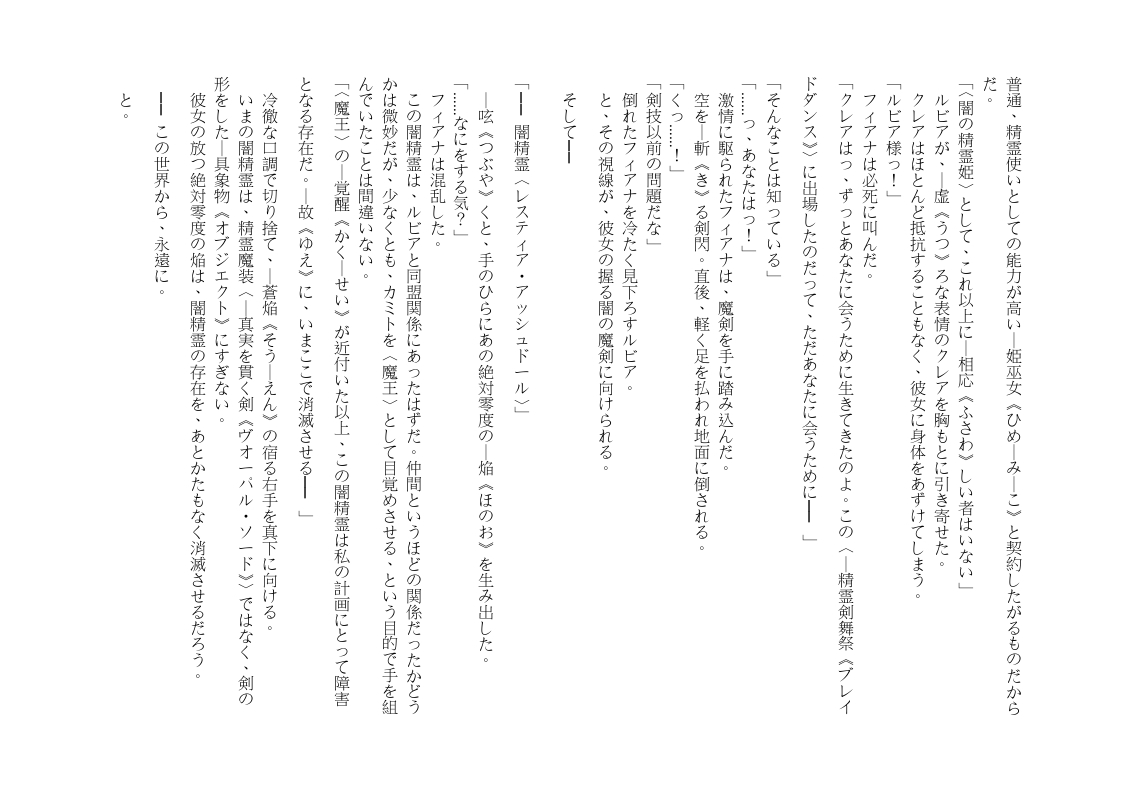 普通、精霊使いとしての能力が高い―姫巫女《ひめ―みこ》と契約したがるものだから
だ。
「〈闇の精霊姫〉として、これ以上に―相応《ふさわ》しい者はいない」
ルビアが、―虚《うつ》ろな表情のクレアを胸もとに引き寄せた。
クレアはほとんど抵抗することもなく、彼女に身体をあずけてしまう。
「ルビア様っ！」
フィアナは必死に叫んだ。
「クレアはっ、ずっとあなたに会うために生きてきたのよ。この〈―精霊剣舞祭《ブレイ
ドダンス》〉に出場したのだって、ただあなたに会うために――」
「そんなことは知っている」
「……っ、あなたはっ！」
激情に駆られたフィアナは、魔剣を手に踏み込んだ。
空を―斬《き》る剣閃。直後、軽く足を払われ地面に倒される。
「くっ……！」
「剣技以前の問題だな」
倒れたフィアナを冷たく見下ろすルビア。
と、その視線が、彼女の握る闇の魔剣に向けられる。
そして――
「―― 闇精霊〈レスティア・アッシュドール〉」
―呟《つぶや》くと、手のひらにあの絶対零度の―焔《ほのお》を生み出した。
「……なにをする気？」
フィアナは混乱した。
この闇精霊は、ルビアと同盟関係にあったはずだ。仲間というほどの関係だったかどう
かは微妙だが、少なくとも、カミトを〈魔王〉として目覚めさせる、という目的で手を組
んでいたことは間違いない。
「〈魔王〉の―覚醒《かく―せい》が近付いた以上、この闇精霊は私の計画にとって障害
となる存在だ。―故《ゆえ》に、いまここで消滅させる――」
冷徹な口調で切り捨て、―蒼焔《そう―えん》の宿る右手を真下に向ける。
いまの闇精霊は、精霊魔装〈―真実を貫く剣《ヴォーパル・ソード》〉ではなく、剣の
形をした―具象物《オブジエクト》にすぎない。
彼女の放つ絶対零度の焔は、闇精霊の存在を、あとかたもなく消滅させるだろう。
―― この世界から、永遠に。
と。